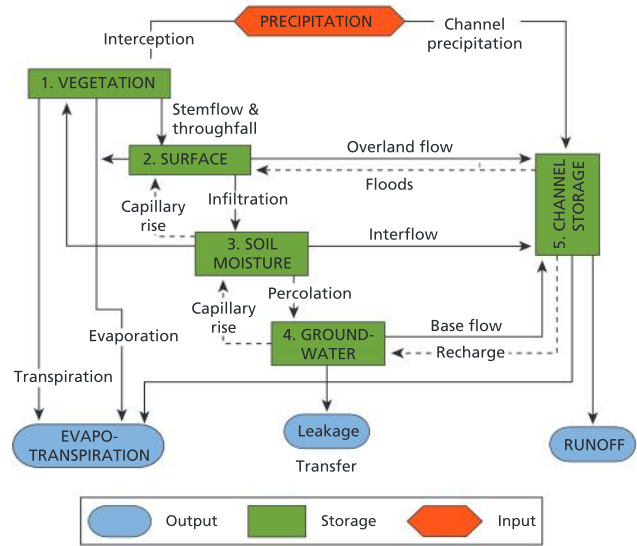 PRECIPITATION
Channel
precipitation
Interception
1. VEGETATION
Stemflow &
throughfall
2. SURFACE
Overland flow
Floods
5. CHANNEL
STORAGE
Capillary
rise
Infiltration
3. SOIL
MOISTURE
Interflow
Capillary
rise
Percolation
Evaporation
4. GROUND-
WATER
Base flow
Recharge
Transpiration
EVAPO-
TRANSPIRATION
Leakage
RUNOFF
Transfer
Output
Storage
Input